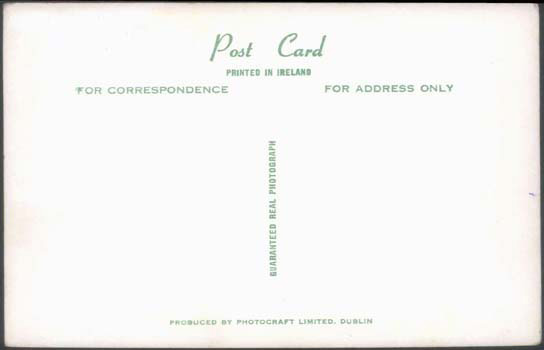 Post Card
PRINTED IN IRELAND
FOR CORRESPONDENCE
FOR ADDRESS ONLY
GUARANTEED REAL PHOTOGRAPH
PRODUCED BY PHOTOCRAFT LIMITED, DUBLIN